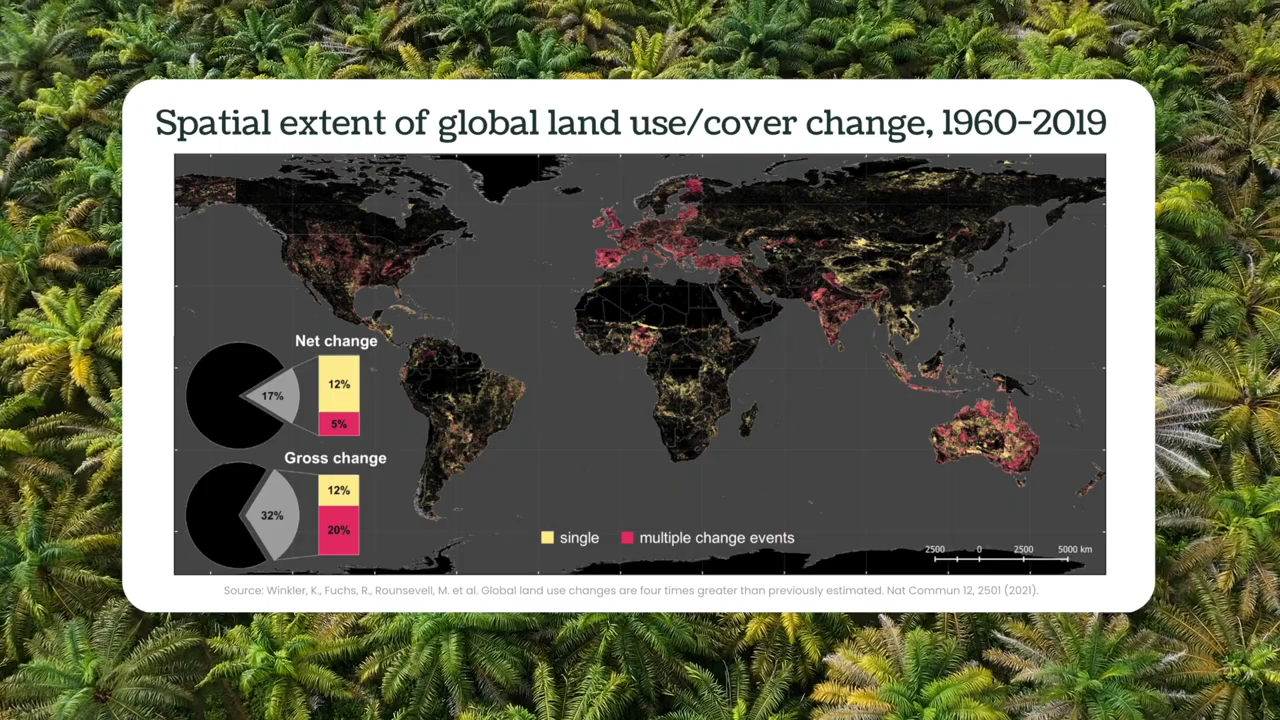 Spatial extent of global land use/cover change, 1960–2019
Net change
17%
12%
5%
Gross change
32%
12%
20%
single
multiple change events
2500 0 2500 5000 km
Source: Winkler, K., Fuchs, R., Rounsevell, M. et al. Global land use changes are four times greater than previously estimated. Nat Commun 12, 2501 (2021).